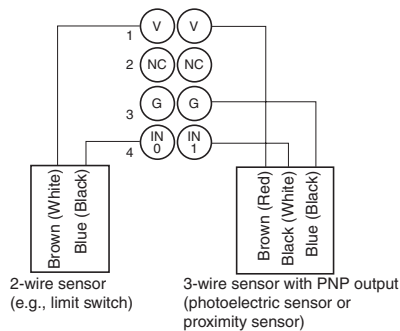 1 V V
2 NC NC
3 G G
4 IN 0 IN 1
Brown (White)
Blue (Black)
Brown (Red)
Black (White)
Blue (Black)
2-wire sensor
(e.g., limit switch)
3-wire sensor with PNP output
(photoelectric sensor or
proximity sensor)